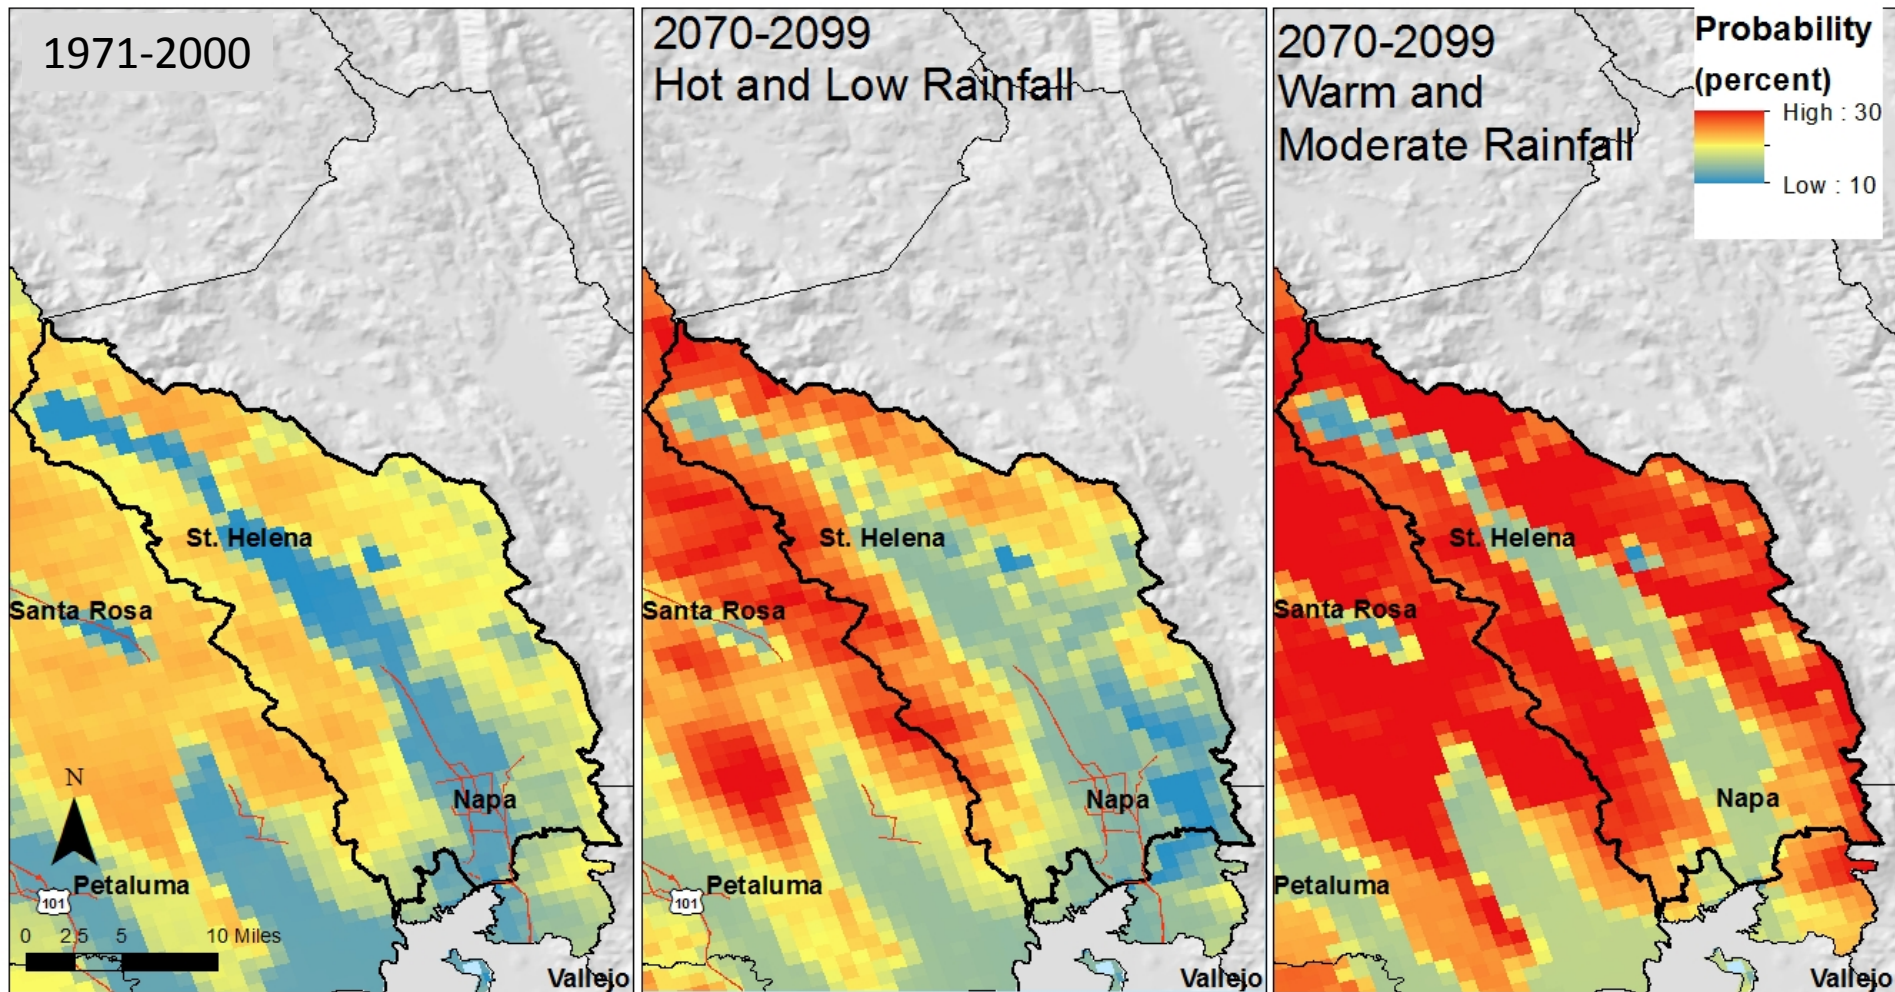 1971-2000
St. Helena
Santa Rosa
N
Napa
Petaluma
101
0 2.5 5 10 Miles
Vallejo
2070-2099
Hot and Low Rainfall
St. Helena
Santa Rosa
Napa
Petaluma
101
Vallejo
2070-2099
Warm and
Moderate Rainfall
St. Helena
Santa Rosa
Napa
Petaluma
Vallejo
Probability
(percent)
High : 30
Low : 10